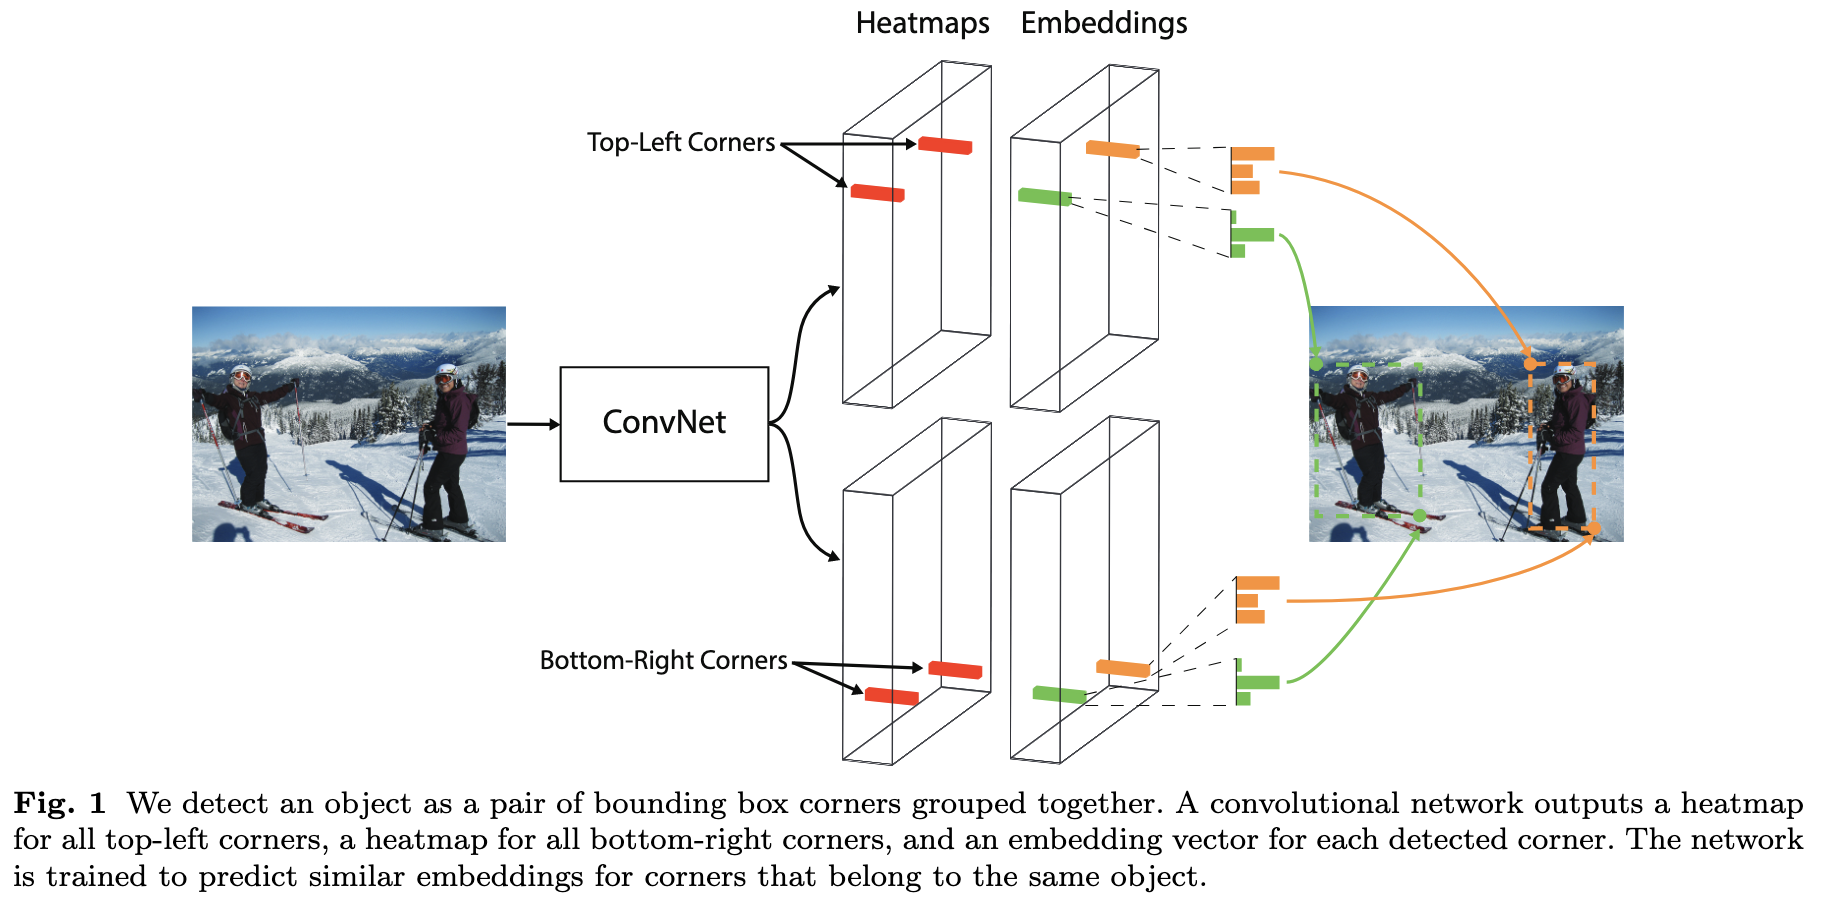 Heatmaps Embeddings
Top-Left Corners
ConvNet
Bottom-Right Corners
Fig. 1 We detect an object as a pair of bounding box corners grouped together. A convolutional network outputs a heatmap
for all top-left corners, a heatmap for all bottom-right corners, and an embedding vector for each detected corner. The network
is trained to predict similar embeddings for corners that belong to the same object.